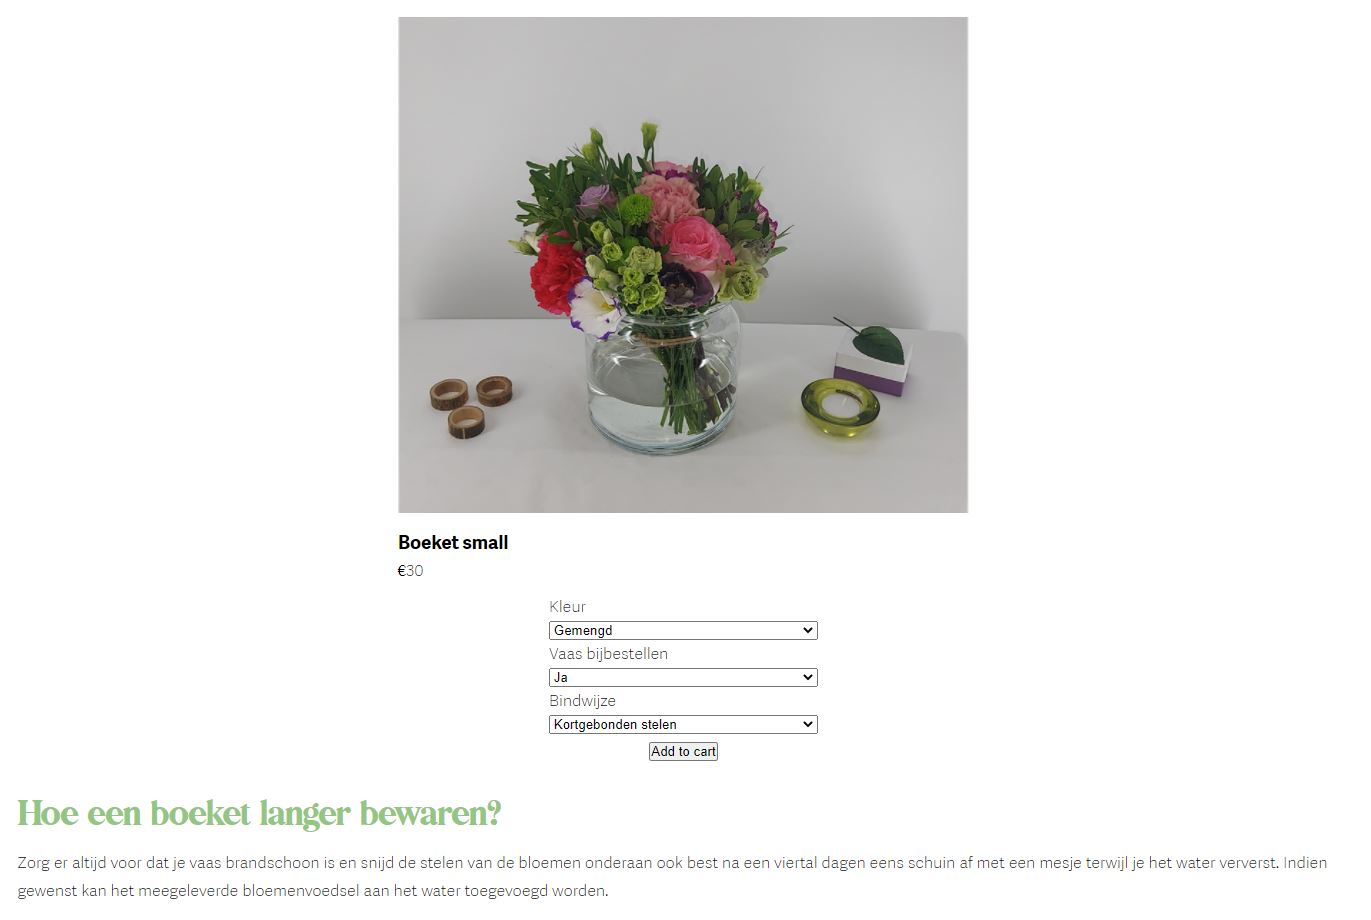 Boeket small
€30
Kleur
Gemengd
Vaas bijbestellen
Ja
Bindwijze
Kortgebonden stelen
Add to cart
Hoe een boeket langer bewaren?
Zorg er altijd voor dat je vaas brandschoon is en snijd de stelen van de bloemen onderaan ook best na een viertal dagen eens schuin af met een mesje terwijl je het water ververst. Indien
gewenst kan het meegeleverde bloemenvoedsel aan het water toegevoegd worden.